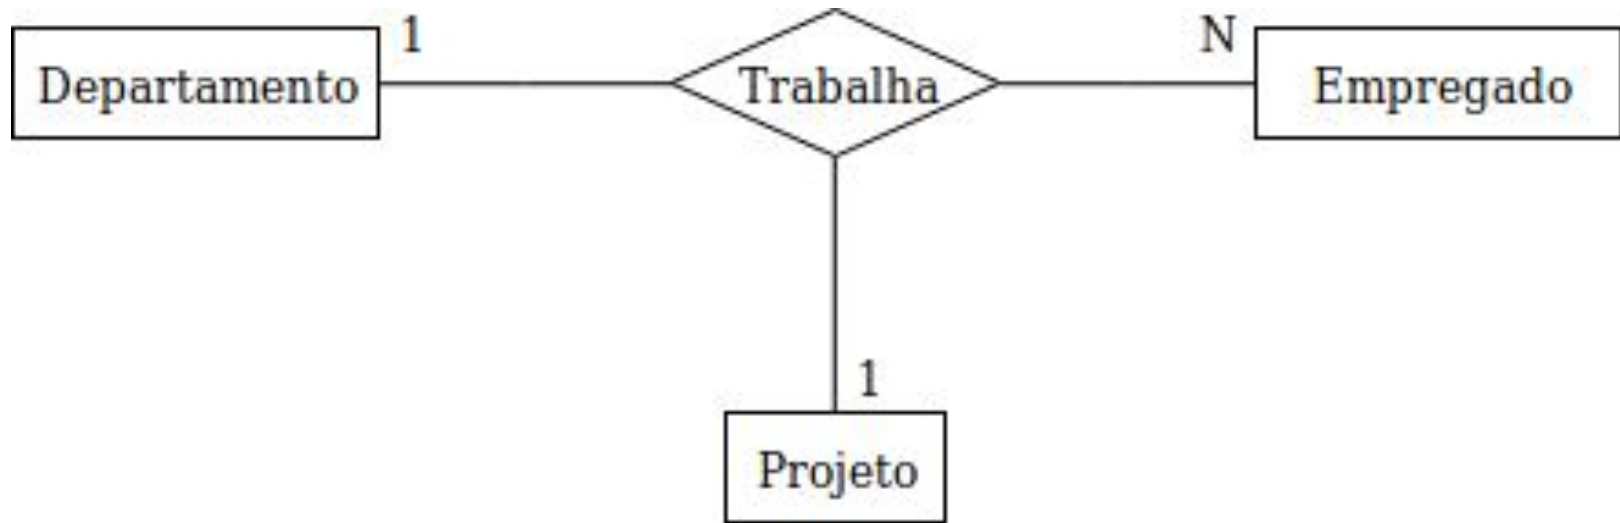 1
N
Departamento
Trabalha
Empregado
1
Projeto